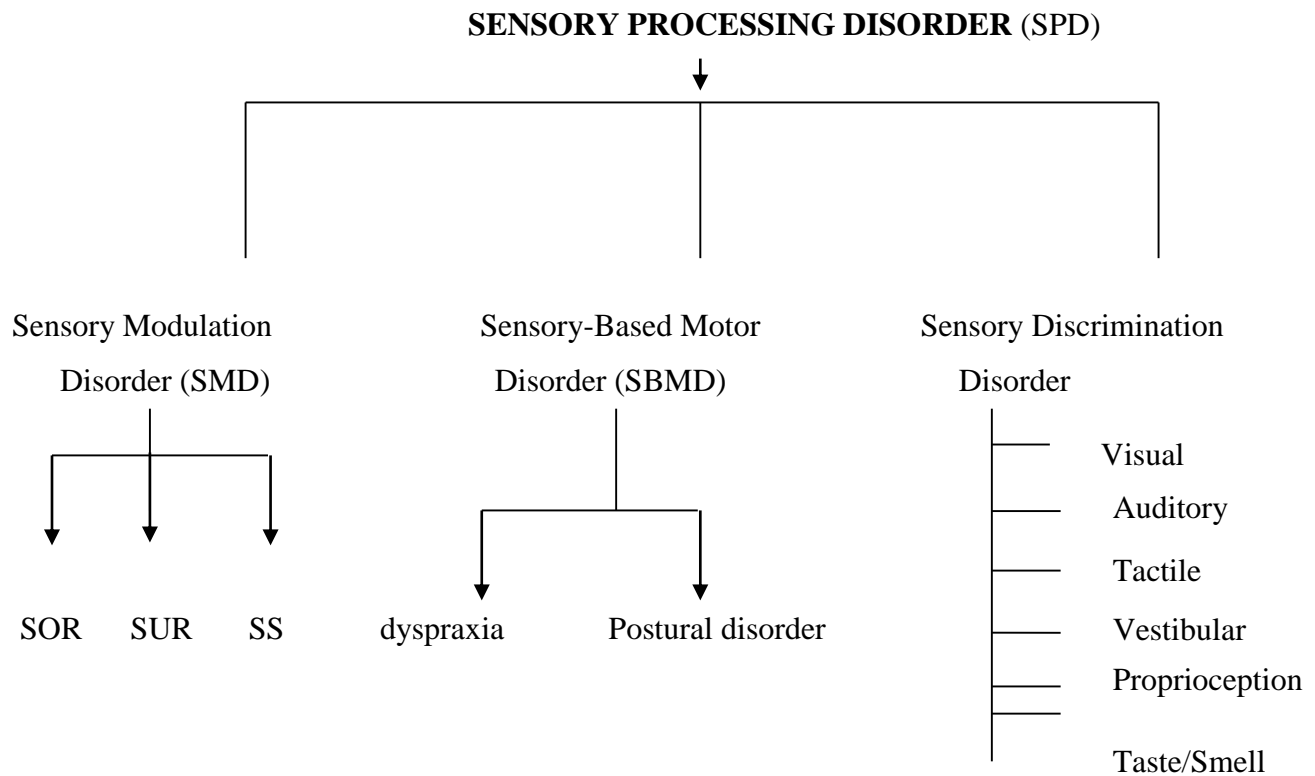 SENSORY PROCESSING DISORDER (SPD)
Sensory Modulation
Disorder (SMD)
Sensory-Based Motor
Disorder (SBMD)
Sensory Discrimination
Disorder
SOR
SUR
SS
dyspraxia
Postural disorder
Visual
Auditory
Tactile
Vestibular
Proprioception
Taste/Smell